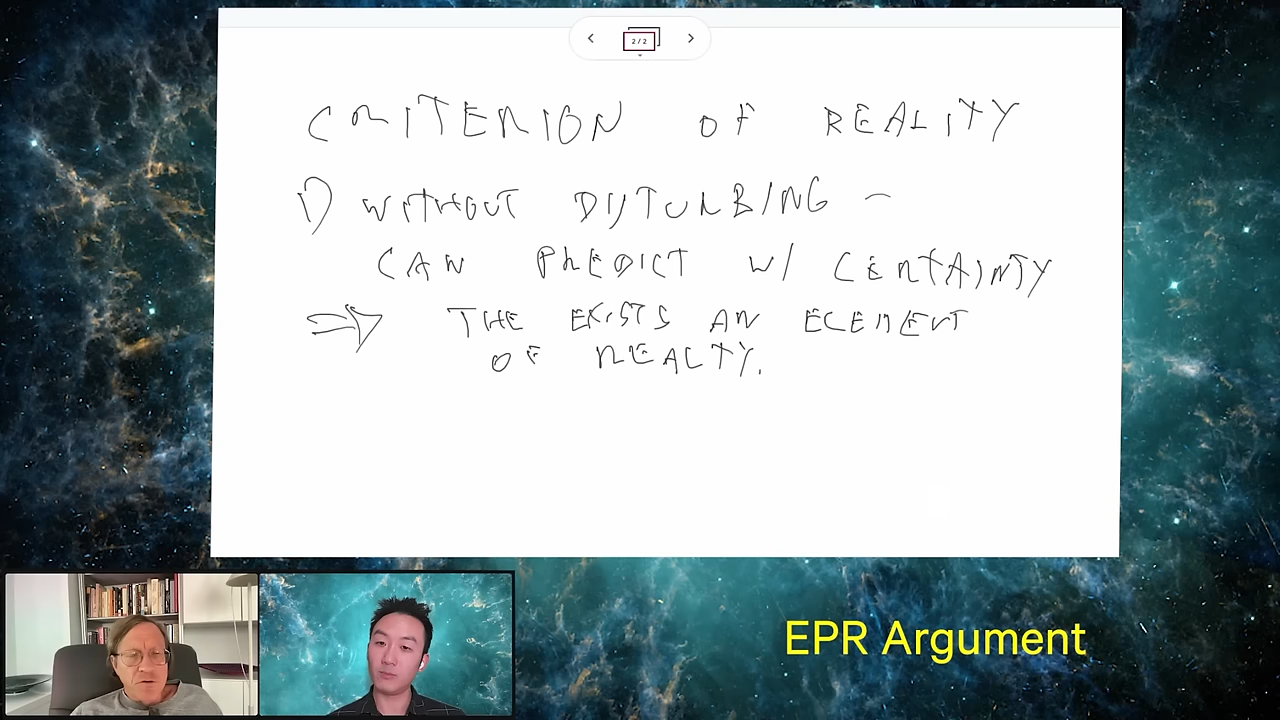 2/2
CRITERION OF REALITY
1) WITHOUT DISTURBING -
CAN PREDICT W/ CERTAINTY
⇒ THE EXISTS AN ELEMENT
OF REALTY.
EPR Argument